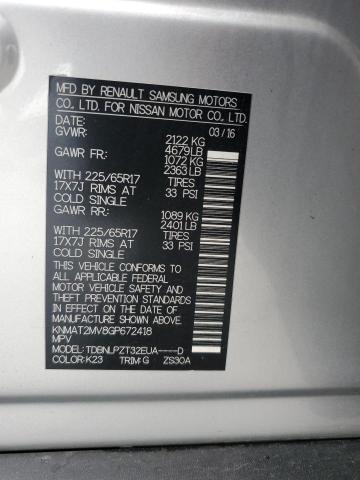 MFD BY RENAULT SAMSUNG MOTORS
CO., LTD. FOR NISSAN MOTOR CO., LTD.
DATE: 03/16
GVWR: 2122 KG
4679LB
GAWR FR: 1072 KG
2363 LB
WITH 225/65R17 TIRES
17X7J RIMS AT 33 PSI
COLD SINGLE
GAWR RR: 1089 KG
2401 LB
WITH 225/65R17 TIRES
17X7J RIMS AT 33 PSI
COLD SINGLE
THIS VEHICLE CONFORMS TO
ALL APPLICABLE FEDERAL
MOTOR VEHICLE SAFETY AND
THEFT PREVENTION STANDARDS
IN EFFECT ON THE DATE OF
MANUFACTURE SHOWN ABOVE.
KNMAT2MV8GP672418
MPV
MODEL:TDBNLPZT32EUA----D
COLOR:K23 TRIM:G ZS30A